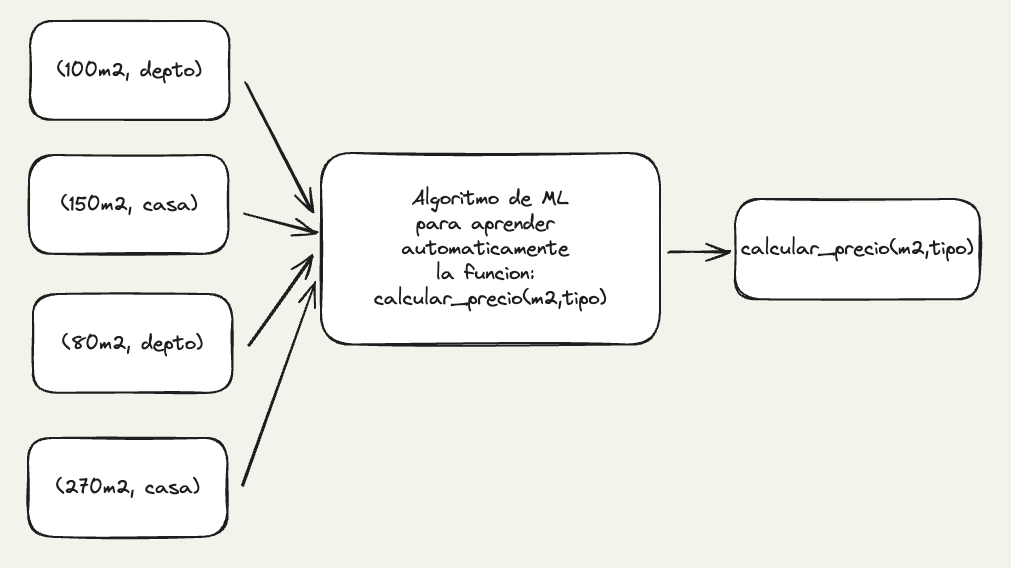 (100m2, depto)
(150m2, casa)
(80m2, depto)
(270m2, casa)
Algoritmo de ML
para aprender
automaticamente
la funcion:
calcular_precio(m2,tipo)
calcular_precio(m2,tipo)